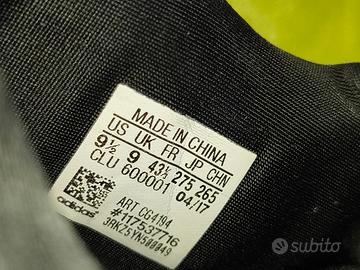 MADE IN CHINA
US UK FR JP CHN
9½ 9 43⅓ 275 265
CLU 600001 04/17
ART CG4194
#117537716
3RKZ5YN500049
adidas
subito